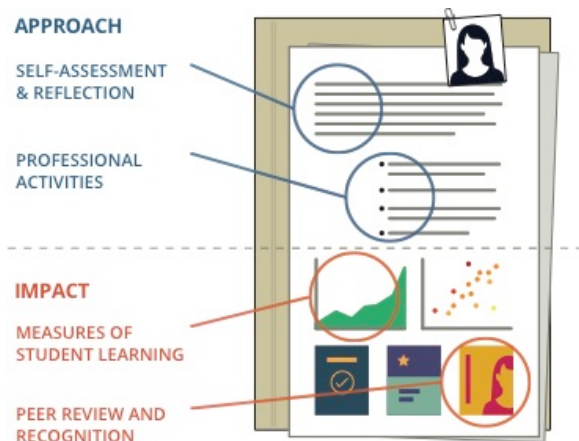 APPROACH
SELF-ASSESSMENT
& REFLECTION
PROFESSIONAL
ACTIVITIES
IMPACT
MEASURES OF
STUDENT LEARNING
PEER REVIEW AND
RECOGNITION